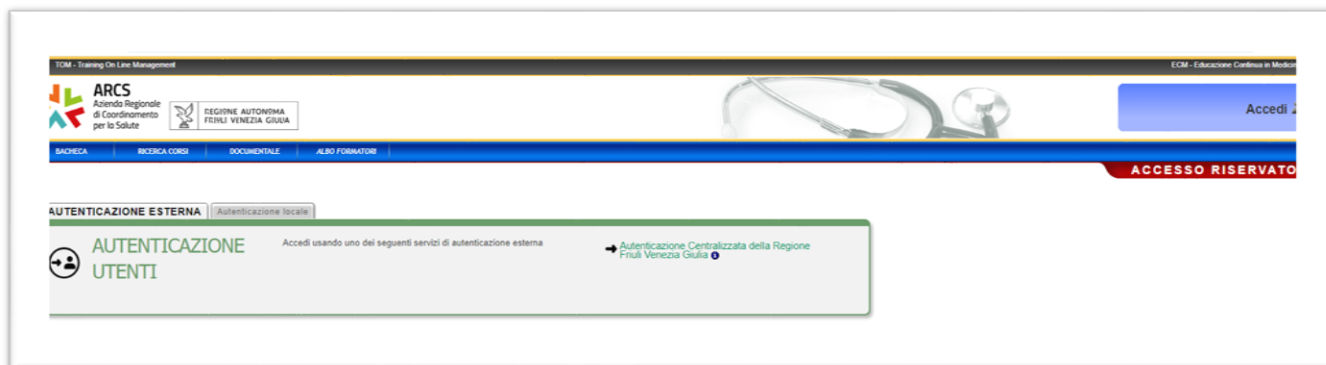 TOM - Training On Line Management
ECM - Educazione Continua in Medicin
ARCS
Azienda Regionale
di Coordinamento
per la Salute
REGIONE AUTONOMA
FRIULI VENEZIA GIULIA
Accedi
BACHECA RICERCA CORSI DOCUMENTALE ALBO FORMATORI
ACCESSO RISERVATO
AUTENTICAZIONE ESTERNA Autenticazione locale
AUTENTICAZIONE
UTENTI
Accedi usando uno dei seguenti servizi di autenticazione esterna
Autenticazione Centralizzata della Regione
Friuli Venezia Giulia